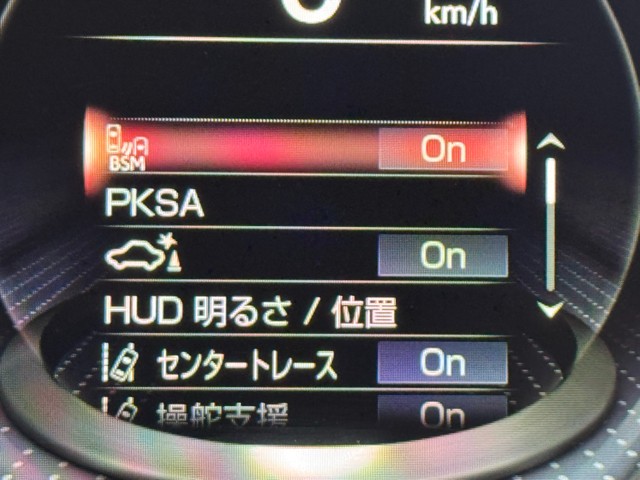 km/h
BSM On
PKSA
On
HUD 明るさ / 位置
センタートレース On
操舵支援 On